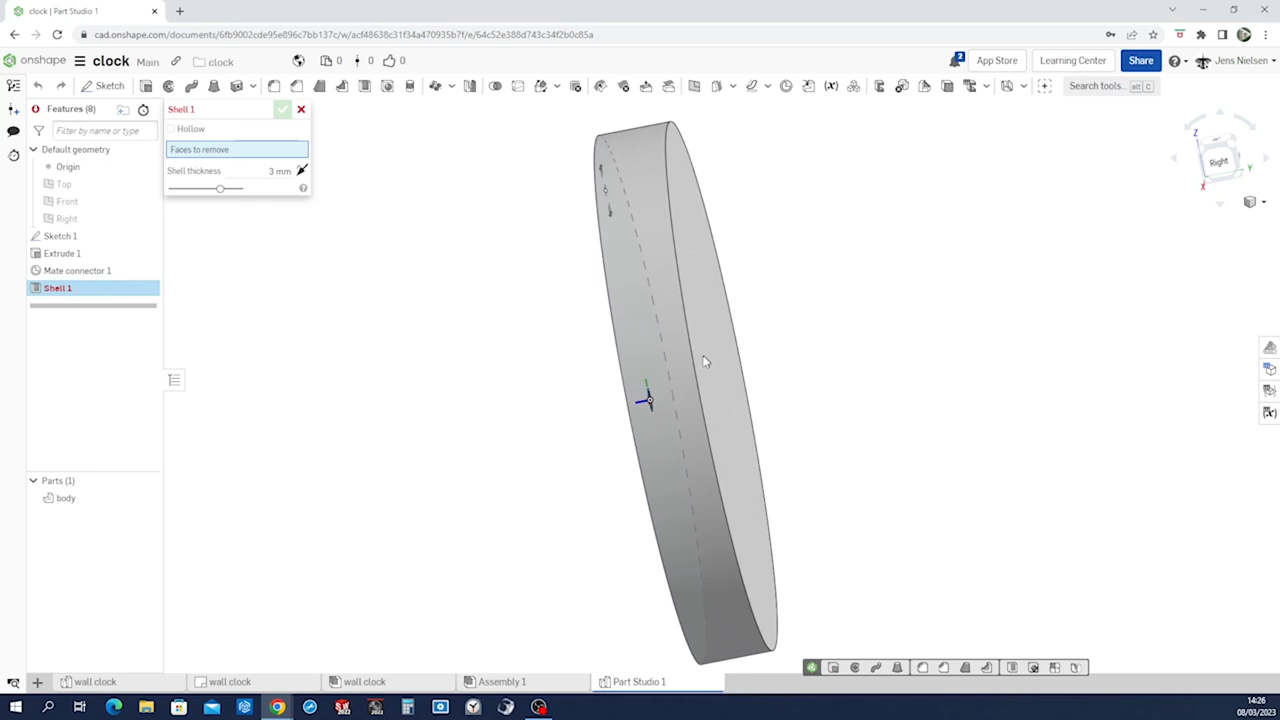 clock | Part Studio 1
cad.onshape.com/documents/6fb9002cde95e896c7bb137c/w/acf48638c31f34a470935b7f/e/64c52e388d743c34f2b0c85a
onshape clock Main clock 0 0 0
2 App Store Learning Center Share Jens Nielsen
Sketch Search tools... alt C
Features (8)
Filter by name or type
Default geometry
Origin
Top
Front
Right
Sketch 1
Extrude 1
Mate connector 1
Shell 1
Parts (1)
body
Shell 1
Hollow
Faces to remove
Shell thickness 3 mm
Z
Right
Y
X
wall clock
wall clock
wall clock
Assembly 1
Part Studio 1
2022
2022
14:26
08/03/2023